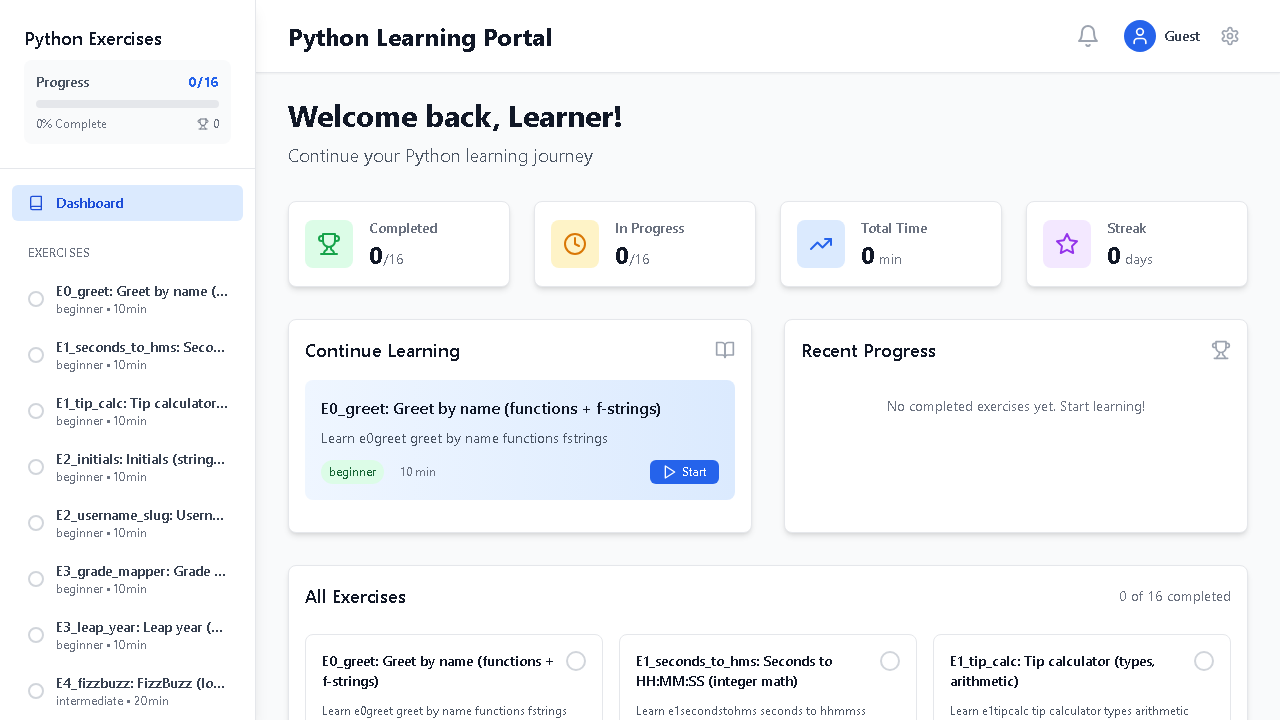 Python Exercises
Progress 0/16
0% Complete 0
Dashboard
EXERCISES
E0_greet: Greet by name (...
beginner • 10min
E1_seconds_to_hms: Seco...
beginner • 10min
E1_tip_calc: Tip calculator...
beginner • 10min
E2_initials: Initials (string...
beginner • 10min
E2_username_slug: Usern...
beginner • 10min
E3_grade_mapper: Grade ...
beginner • 10min
E3_leap_year: Leap year (...
beginner • 10min
E4_fizzbuzz: FizzBuzz (lo...
intermediate • 20min
Python Learning Portal
Guest
Welcome back, Learner!
Continue your Python learning journey
Completed
0/16
In Progress
0/16
Total Time
0 min
Streak
0 days
Continue Learning
E0_greet: Greet by name (functions + f-strings)
Learn e0greet greet by name functions fstrings
beginner 10 min Start
Recent Progress
No completed exercises yet. Start learning!
All Exercises
0 of 16 completed
E0_greet: Greet by name (functions +
f-strings)
Learn e0greet greet by name functions fstrings
E1_seconds_to_hms: Seconds to
HH:MM:SS (integer math)
Learn e1secondstohms seconds to hhmmss
E1_tip_calc: Tip calculator (types,
arithmetic)
Learn e1tipcalc tip calculator types arithmetic